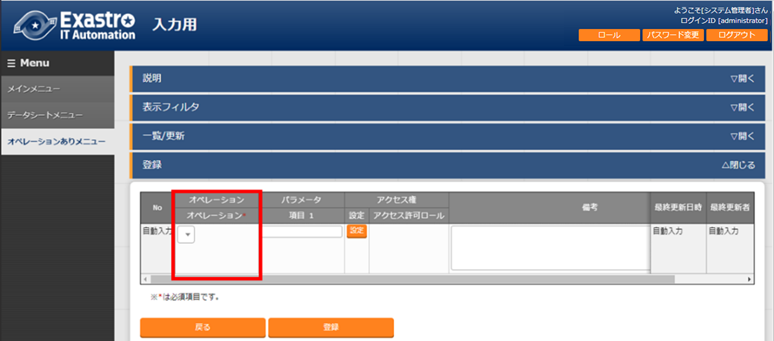 Exastro
IT Automation
入力用
ようこそ[システム管理者]さん
ログインID [administrator]
ロール
パスワード変更
ログアウト
Menu
メインメニュー
データシートメニュー
オペレーションありメニュー
説明 ▽開く
表示フィルタ ▽開く
一覧/更新 ▽開く
登録 △閉じる
No オペレーション パラメータ アクセス権 備考 最終更新日時 最終更新者
オペレーション* 項目 1 設定 アクセス許可ロール
自動入力 設定 自動入力 自動入力
※*は必須項目です。
戻る 登録